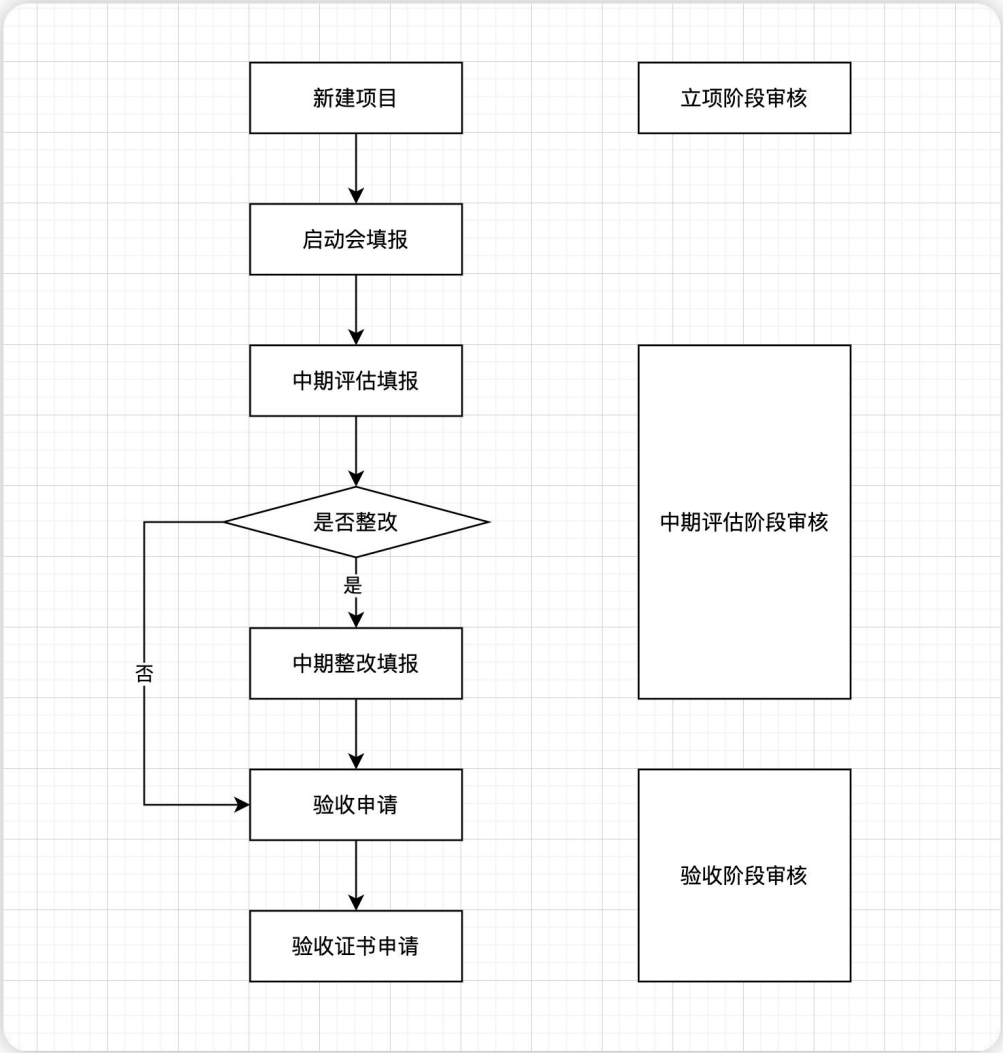 新建项目
立项阶段审核
启动会填报
中期评估填报
是否整改
中期评估阶段审核
是
中期整改填报
否
验收申请
验收阶段审核
验收证书申请